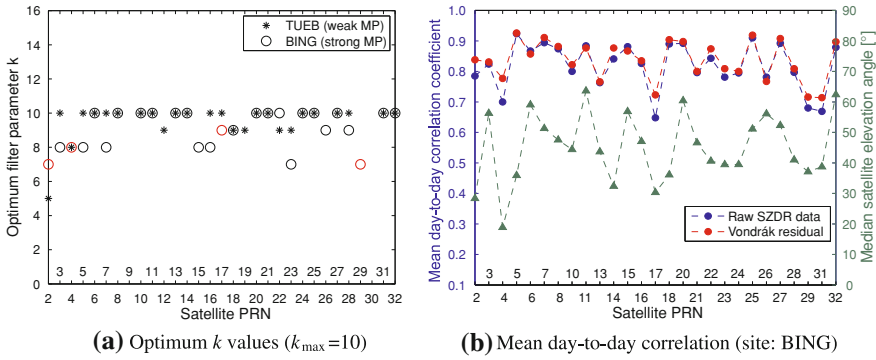 TUEB (weak MP)
BING (strong MP)
Optimum filter parameter k
16
14
12
10
8
6
4
2
0
3 5 7 9 11 13 15 17 19 21 23 25 27 29 31
2 4 6 8 10 12 14 16 18 20 22 24 26 28 30 32
Satellite PRN
(a) Optimum k values (kmax=10)
Mean day-to-day correlation coefficient
1.0
0.9
0.8
0.7
0.6
0.5
0.4
0.3
0.2
0.1
Raw SZDR data
Vondrák residual
Median satellite elevation angle [°]
90
80
70
60
50
40
30
20
10
0
3 5 7 10 13 15 17 20 22 24 26 28 31
2 4 6 8 11 14 16 18 21 23 25 29 32
Satellite PRN
(b) Mean day-to-day correlation (site: BING)